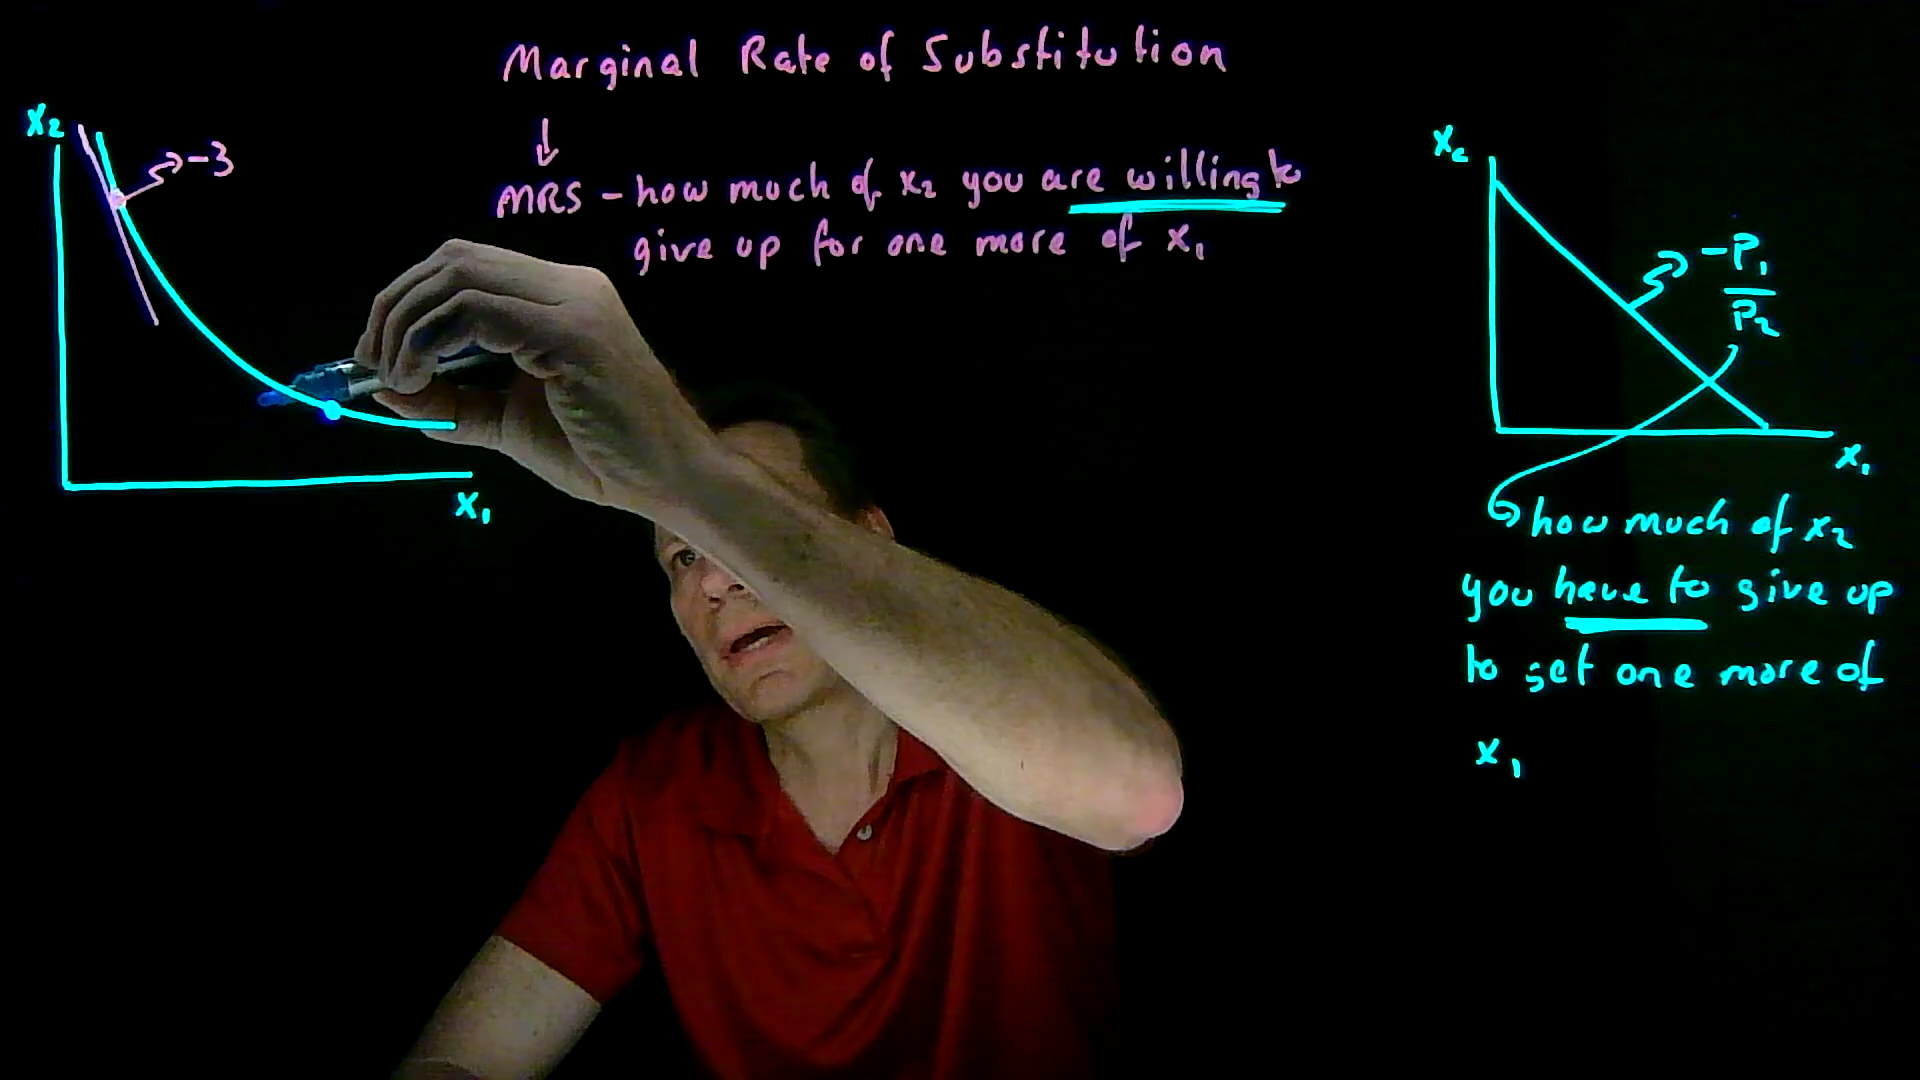 Marginal Rate of Substitution
MRS - how much of x₂ you are willing to
give up for one more of x₁
x₂
-3
x₁
x₂
-P₁
P₂
x₁
how much of x₂
you have to give up
to get one more of
x₁